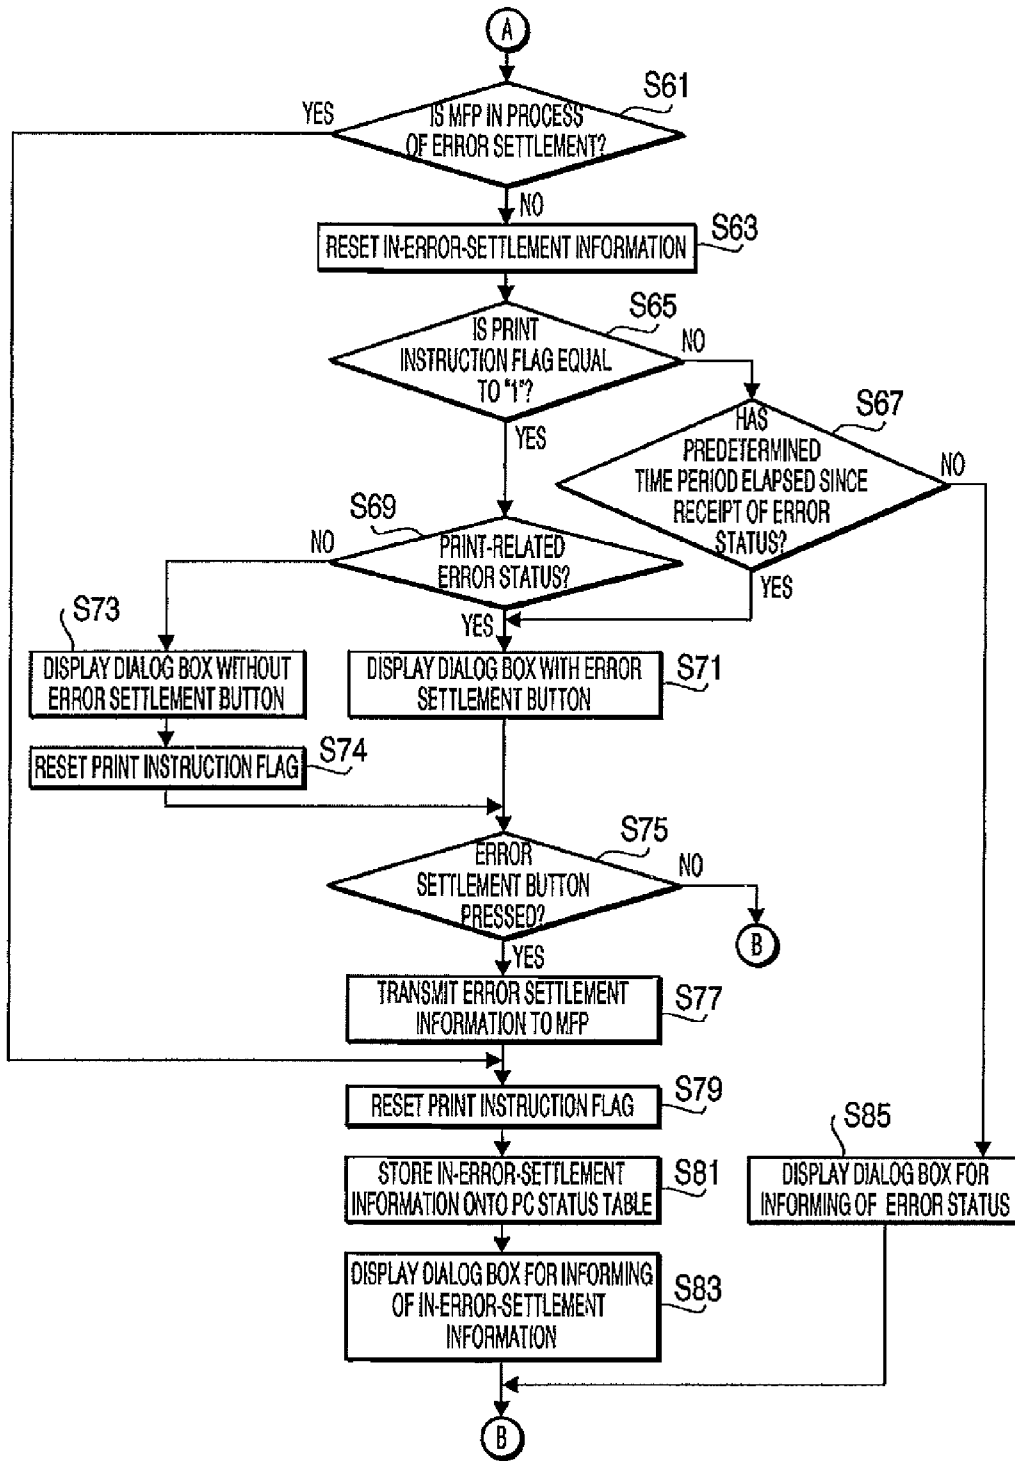 A
S61
YES
IS MFP IN PROCESS
OF ERROR SETTLEMENT?
NO
S63
RESET IN-ERROR-SETTLEMENT INFORMATION
S65
IS PRINT
INSTRUCTION FLAG EQUAL
TO "1"?
NO
YES
S67
HAS
PREDETERMINED
TIME PERIOD ELAPSED SINCE
RECEIPT OF ERROR
STATUS?
NO
YES
S69
NO
PRINT-RELATED
ERROR STATUS?
YES
S73
DISPLAY DIALOG BOX WITHOUT
ERROR SETTLEMENT BUTTON
DISPLAY DIALOG BOX WITH ERROR
SETTLEMENT BUTTON
S71
S74
RESET PRINT INSTRUCTION FLAG
S75
ERROR
SETTLEMENT BUTTON
PRESSED?
NO
B
YES
TRANSMIT ERROR SETTLEMENT
INFORMATION TO MFP
S77
RESET PRINT INSTRUCTION FLAG
S79
STORE IN-ERROR-SETTLEMENT
INFORMATION ONTO PC STATUS TABLE
S81
S85
DISPLAY DIALOG BOX FOR
INFORMING OF ERROR STATUS
DISPLAY DIALOG BOX FOR INFORMING
OF IN-ERROR-SETTLEMENT
INFORMATION
S83
B